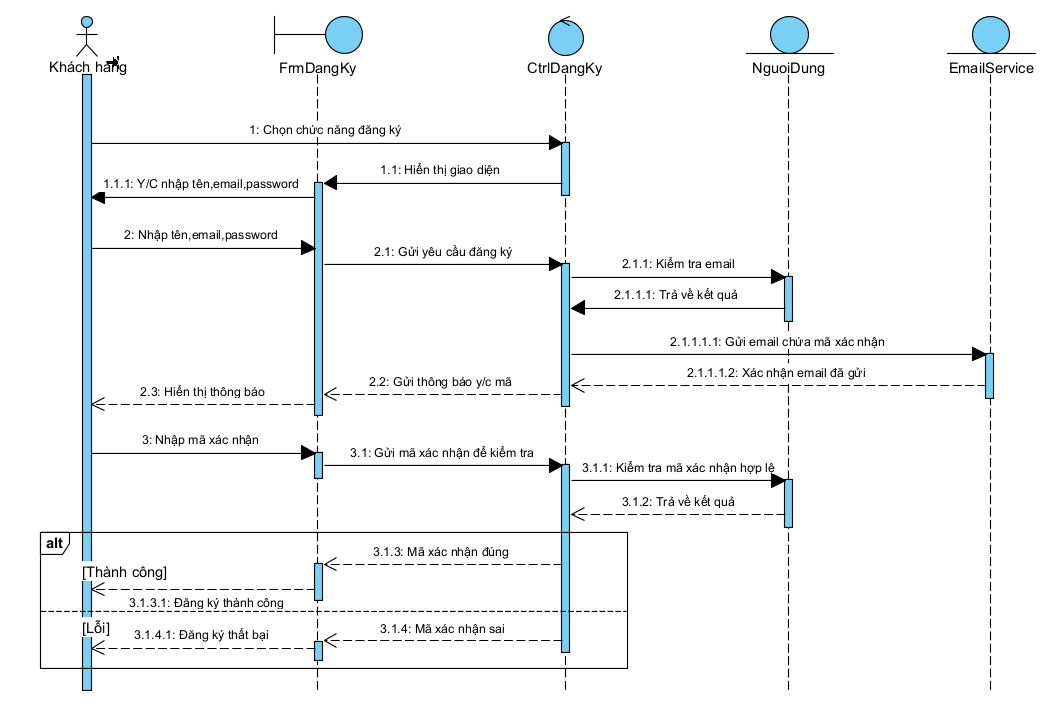 Khách hàng
FrmDangKy
CtrlDangKy
NguoiDung
EmailService
1: Chọn chức năng đăng ký
1.1: Hiển thị giao diện
1.1.1: Y/C nhập tên,email,password
2: Nhập tên,email,password
2.1: Gửi yêu cầu đăng ký
2.1.1: Kiểm tra email
2.1.1.1: Trả về kết quả
2.1.1.1.1: Gửi email chứa mã xác nhận
2.1.1.1.2: Xác nhận email đã gửi
2.2: Gửi thông báo y/c mã
2.3: Hiển thị thông báo
3: Nhập mã xác nhận
3.1: Gửi mã xác nhận để kiểm tra
3.1.1: Kiểm tra mã xác nhận hợp lệ
3.1.2: Trả về kết quả
alt
3.1.3: Mã xác nhận đúng
[Thành công]
3.1.3.1: Đăng ký thành công
[Lỗi]
3.1.4: Mã xác nhận sai
3.1.4.1: Đăng ký thất bại